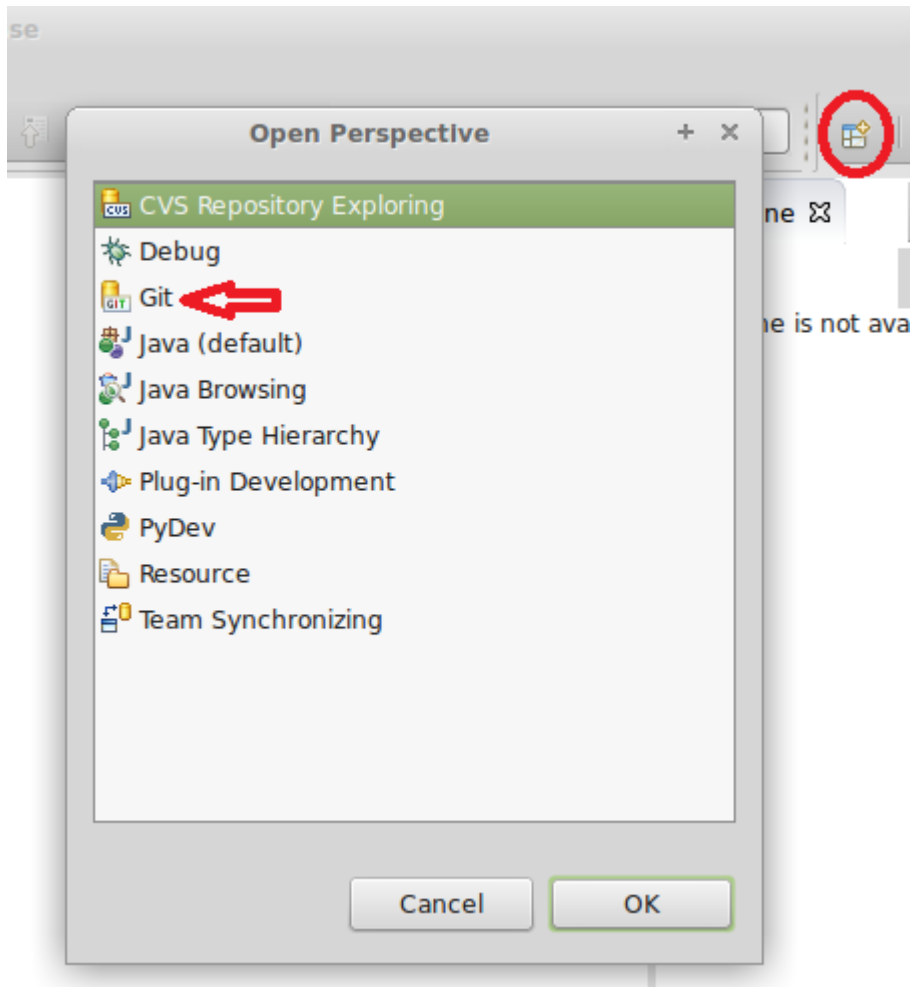 se
Open Perspective
CVS Repository Exploring
Debug
Git
Java (default)
Java Browsing
Java Type Hierarchy
Plug-in Development
PyDev
Resource
Team Synchronizing
Cancel
OK
ne
ne is not ava